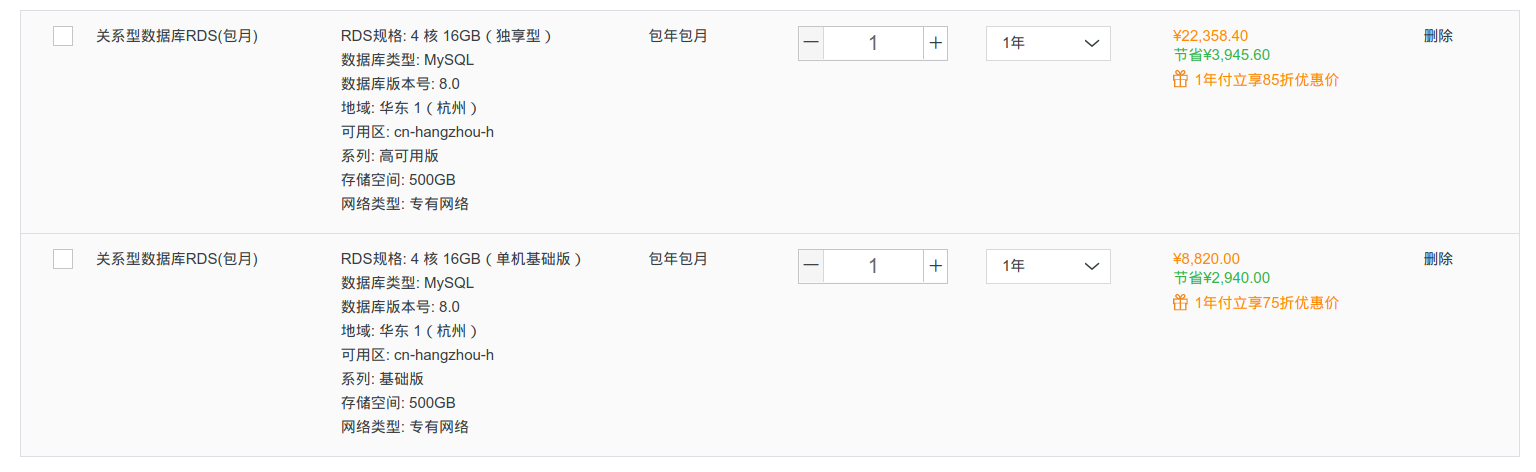 关系型数据库RDS(包月)
RDS规格: 4 核 16GB（独享型）
数据库类型: MySQL
数据库版本号: 8.0
地域: 华东 1（杭州）
可用区: cn-hangzhou-h
系列: 高可用版
存储空间: 500GB
网络类型: 专有网络
包年包月
1
1年
¥22,358.40
节省¥3,945.60
1年付立享85折优惠价
删除
关系型数据库RDS(包月)
RDS规格: 4 核 16GB（单机基础版）
数据库类型: MySQL
数据库版本号: 8.0
地域: 华东 1（杭州）
可用区: cn-hangzhou-h
系列: 基础版
存储空间: 500GB
网络类型: 专有网络
包年包月
1
1年
¥8,820.00
节省¥2,940.00
1年付立享75折优惠价
删除